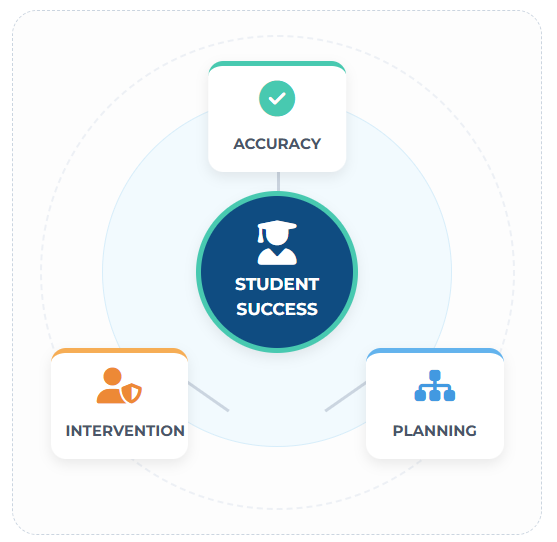 ACCURACY
STUDENT
SUCCESS
INTERVENTION
PLANNING